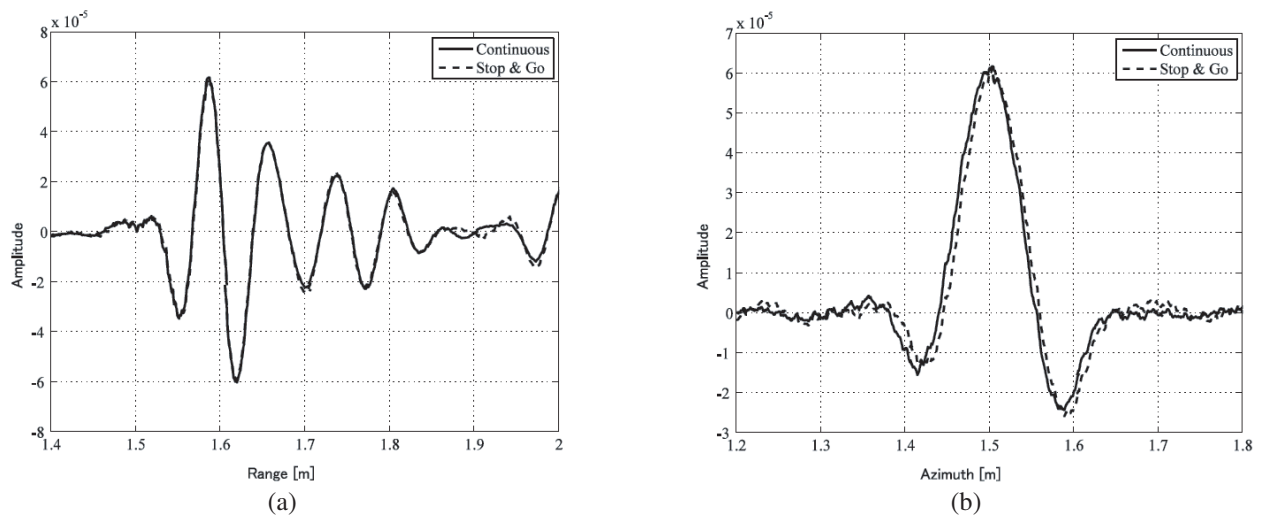 x 10-5
8
6
4
2
0
-2
-4
-6
-8
Amplitude
1.4
1.5
1.6
1.7
1.8
1.9
2
Range [m]
Continuous
Stop & Go
(a)
x 10-5
7
6
5
4
3
2
1
0
-1
-2
-3
Amplitude
1.2
1.3
1.4
1.5
1.6
1.7
1.8
Azimuth [m]
Continuous
Stop & Go
(b)